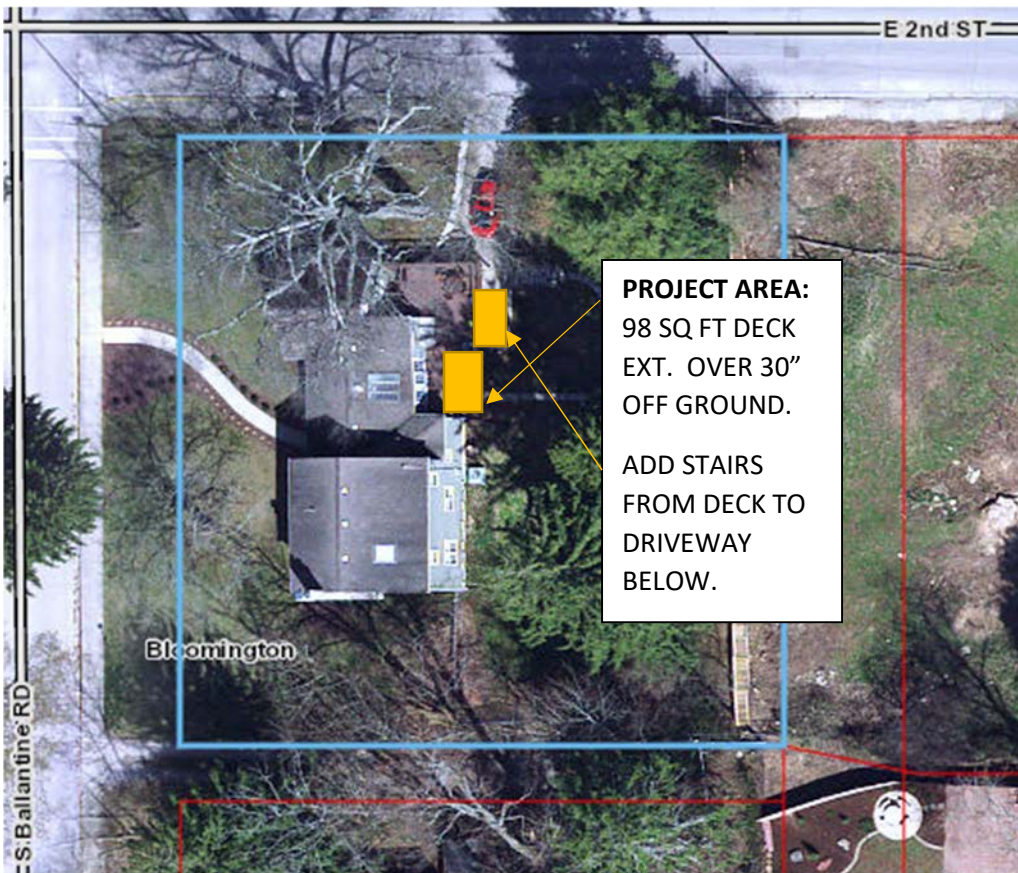 E 2nd ST
PROJECT AREA:
98 SQ FT DECK
EXT. OVER 30”
OFF GROUND.
ADD STAIRS
FROM DECK TO
DRIVEWAY
BELOW.
Bloomington
S Ballantine RD